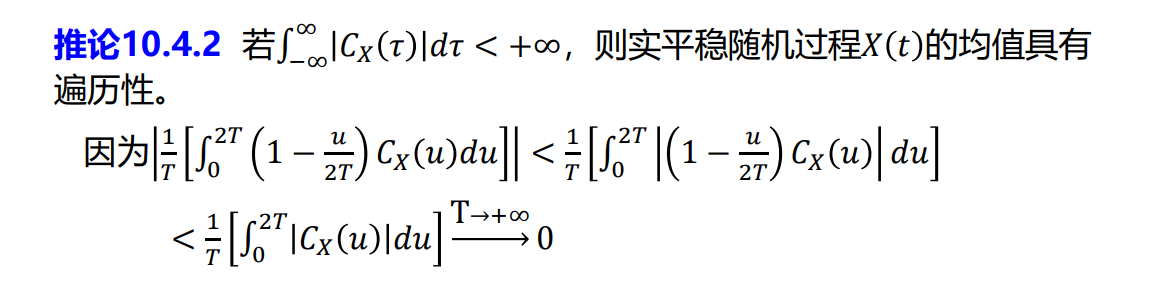 推论10.4.2 若∫_{-∞}^{∞}|C_X(τ)|dτ < +∞，则实平稳随机过程X(t)的均值具有
遍历性。
因为|1/T[∫_0^{2T}(1 − u/2T)C_X(u)du]| < 1/T[∫_0^{2T}|(1 − u/2T)C_X(u)|du]
< 1/T[∫_0^{2T}|C_X(u)|du] \xrightarrow{T→+∞} 0